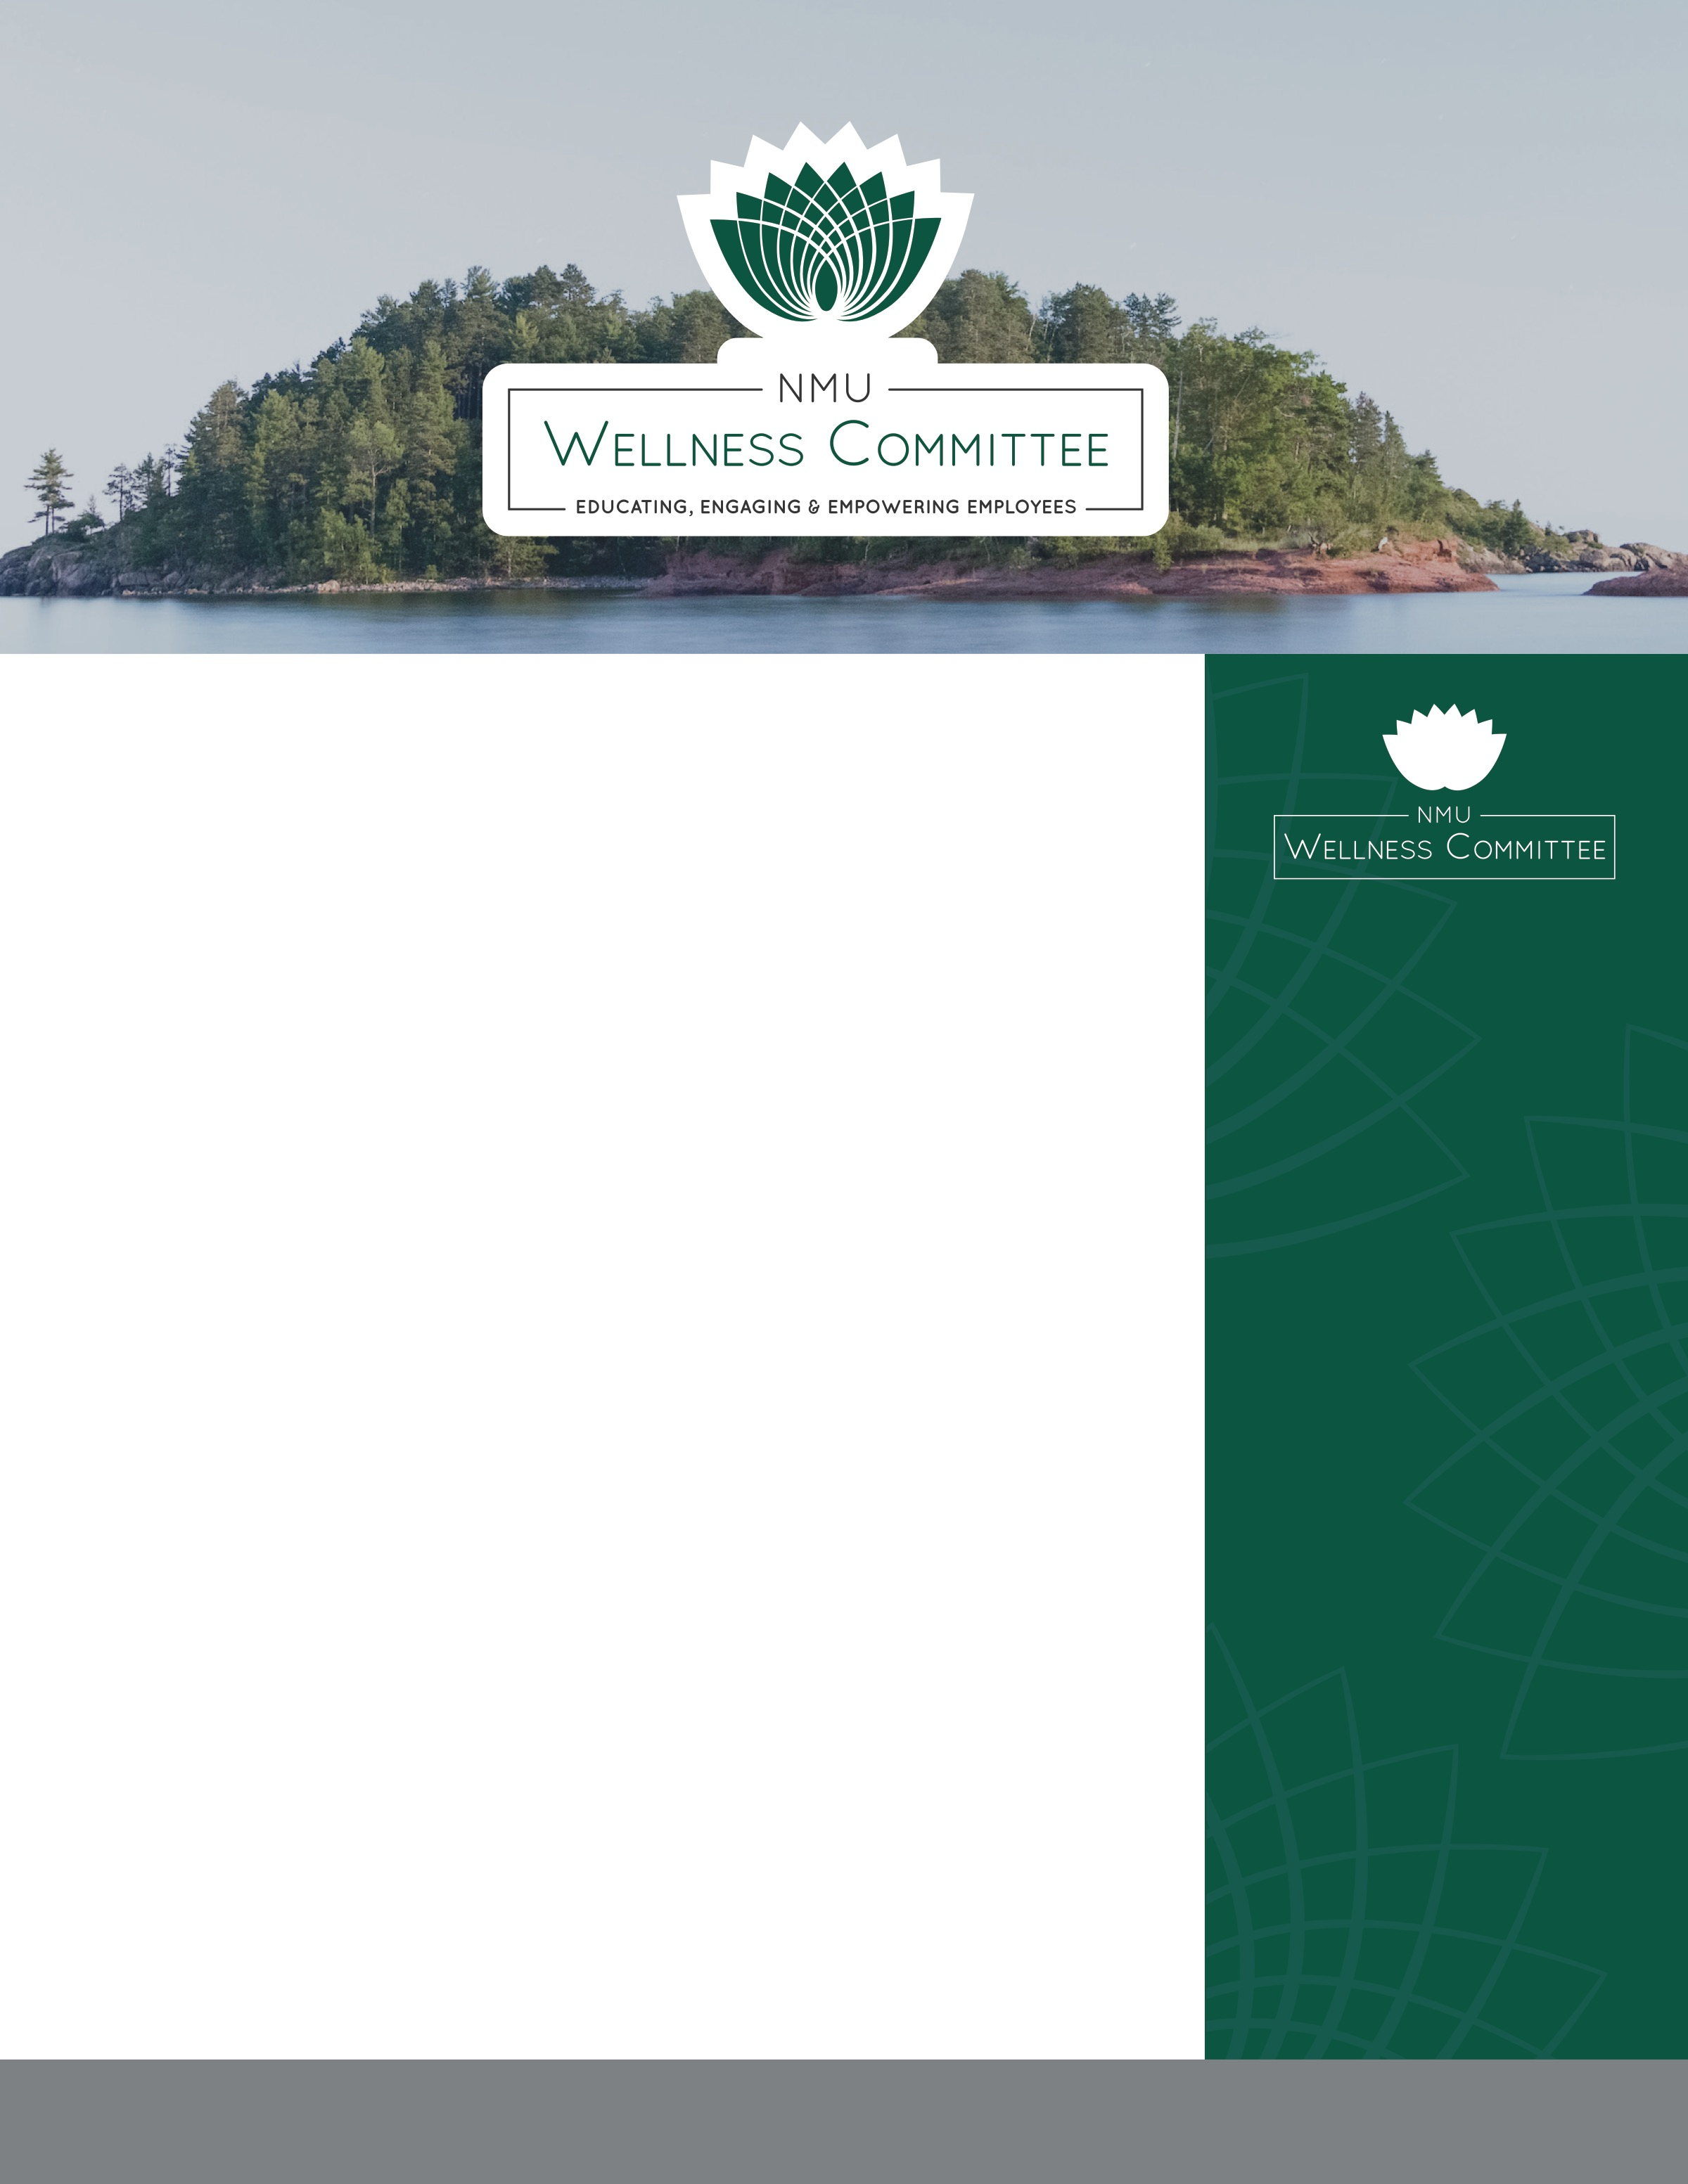 NMU
WELLNESS COMMITTEE
EDUCATING, ENGAGING & EMPOWERING EMPLOYEES
NMU
WELLNESS COMMITTEE